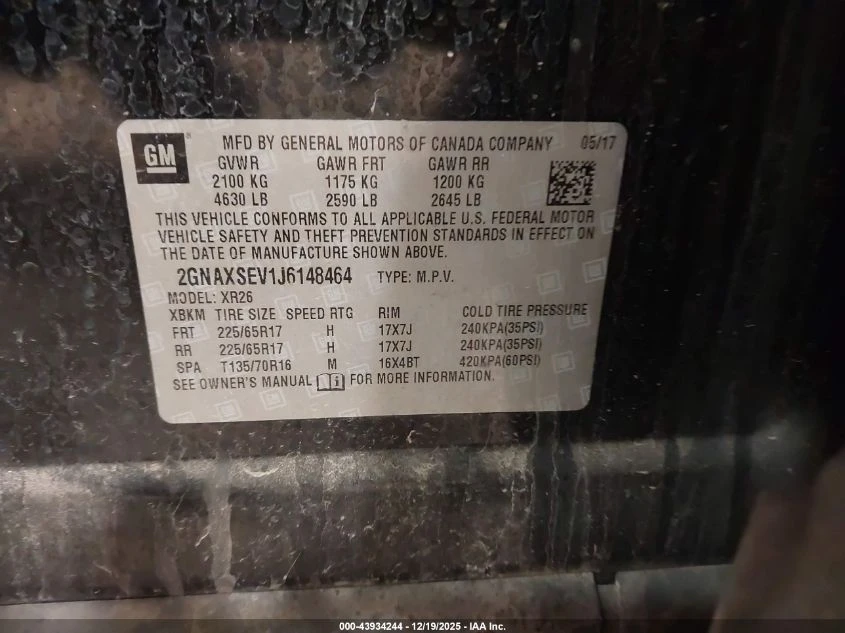 GM
MFD BY GENERAL MOTORS OF CANADA COMPANY 05/17
GVWR GAWR FRT GAWR RR
2100 KG 1175 KG 1200 KG
4630 LB 2590 LB 2645 LB
THIS VEHICLE CONFORMS TO ALL APPLICABLE U.S. FEDERAL MOTOR
VEHICLE SAFETY AND THEFT PREVENTION STANDARDS IN EFFECT ON
THE DATE OF MANUFACTURE SHOWN ABOVE.
2GNAXSEV1J6148464 TYPE: M.P.V.
MODEL: XR26
XBKM TIRE SIZE SPEED RTG RIM COLD TIRE PRESSURE
FRT 225/65R17 H 17X7J 240KPA(35PSI)
RR 225/65R17 H 17X7J 240KPA(35PSI)
SPA T135/70R16 M 16X4BT 420KPA(60PSI)
SEE OWNER'S MANUAL FOR MORE INFORMATION.
000-43934244 - 12/19/2025 - IAA Inc.